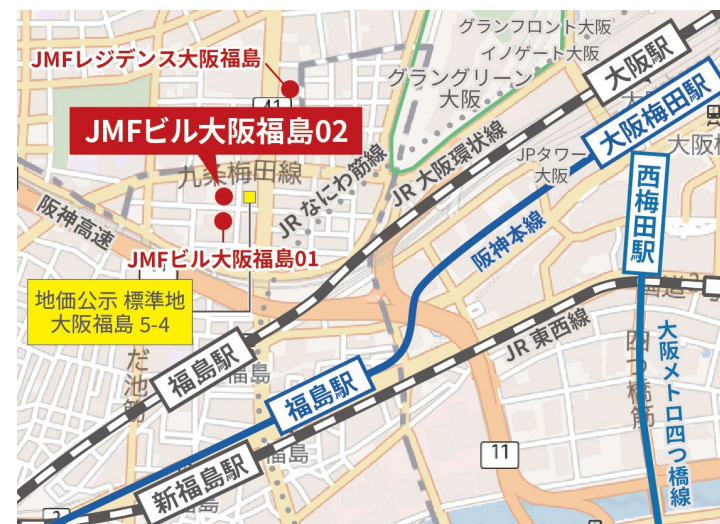 グランフロント大阪
イノゲート大阪
大阪駅
JMFレジデンス大阪福島
グラングリーン
大阪
41
大阪梅田駅
JMFビル大阪福島02
JPタワー
大阪
西梅田駅
九条梅田線
JR なにわ筋線
JR 大阪環状線
阪神高速
阪神本線
JMFビル大阪福島01
地価公示 標準地
大阪福島 5-4
JR 東西線
福島駅
福島
四つ橋筋
大阪メトロ四つ橋線
福島駅
福島
11
新福島駅
2